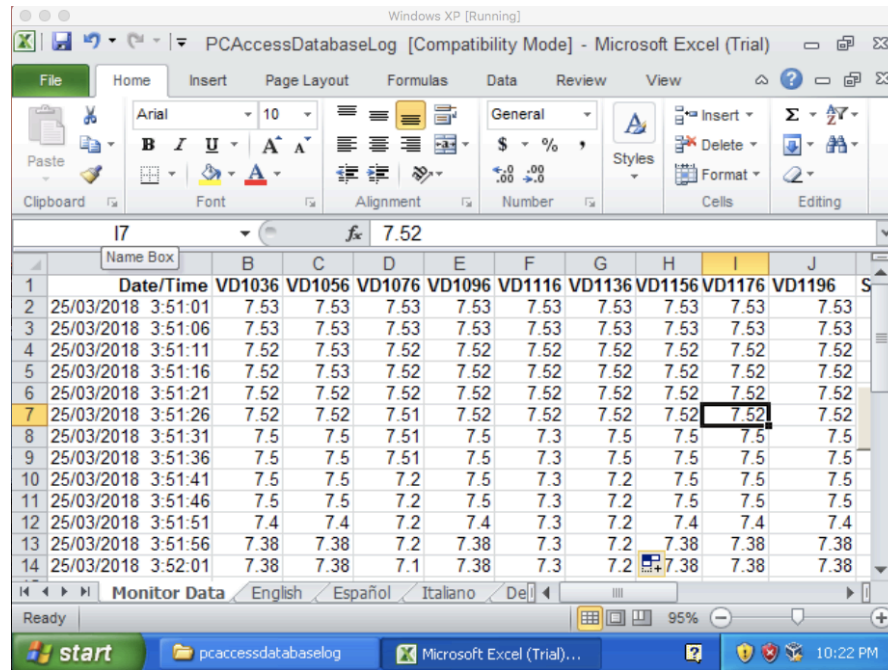 Windows XP [Running]
PCAccessDatabaseLog [Compatibility Mode] - Microsoft Excel (Trial)
File Home Insert Page Layout Formulas Data Review View
Arial 10 General Insert
B I U A A $ % , Styles Delete
Paste A .00 .0 Format
Clipboard Font Alignment Number Cells Editing
I7 fx 7.52
Name Box
B C D E F G H I J
1 Date/Time VD1036 VD1056 VD1076 VD1096 VD1116 VD1136 VD1156 VD1176 VD1196 S
2 25/03/2018 3:51:01 7.53 7.53 7.53 7.53 7.53 7.53 7.53 7.53 7.53
3 25/03/2018 3:51:06 7.53 7.53 7.53 7.53 7.53 7.53 7.53 7.53 7.53
4 25/03/2018 3:51:11 7.52 7.53 7.52 7.52 7.52 7.52 7.52 7.52 7.52
5 25/03/2018 3:51:16 7.52 7.53 7.52 7.52 7.52 7.52 7.52 7.52 7.52
6 25/03/2018 3:51:21 7.52 7.52 7.52 7.52 7.52 7.52 7.52 7.52 7.52
7 25/03/2018 3:51:26 7.52 7.52 7.51 7.52 7.52 7.52 7.52 7.52 7.52
8 25/03/2018 3:51:31 7.5 7.5 7.51 7.5 7.3 7.5 7.5 7.5 7.5
9 25/03/2018 3:51:36 7.5 7.5 7.51 7.5 7.3 7.5 7.5 7.5 7.5
10 25/03/2018 3:51:41 7.5 7.5 7.2 7.5 7.3 7.2 7.5 7.5 7.5
11 25/03/2018 3:51:46 7.5 7.5 7.2 7.5 7.3 7.2 7.5 7.5 7.5
12 25/03/2018 3:51:51 7.4 7.4 7.2 7.4 7.3 7.2 7.4 7.4 7.4
13 25/03/2018 3:51:56 7.38 7.38 7.2 7.38 7.3 7.2 7.38 7.38 7.38
14 25/03/2018 3:52:01 7.38 7.38 7.1 7.38 7.3 7.2 7.38 7.38 7.38
Monitor Data English Español Italiano De
Ready 95%
start pcaccessdatabaselog Microsoft Excel (Trial)... 10:22 PM